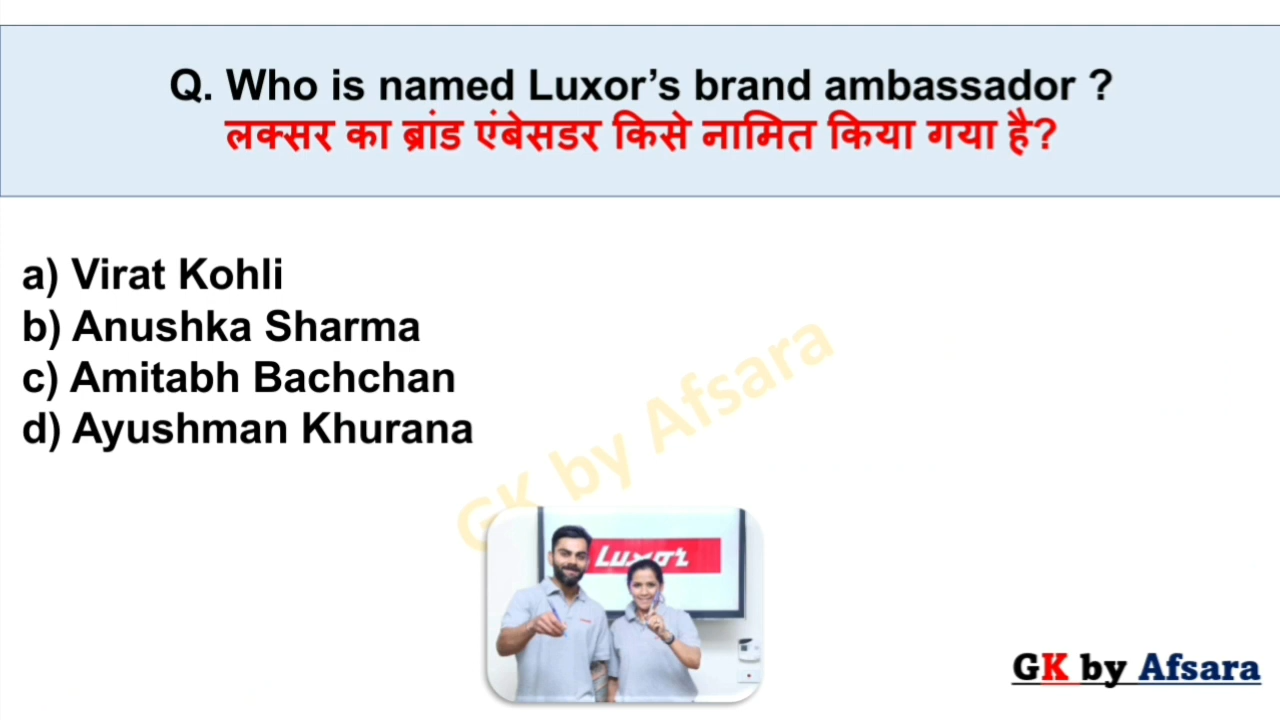 Q. Who is named Luxor’s brand ambassador ?
लक्सर का ब्रांड एंबेसडर किसे नामित किया गया है?
a) Virat Kohli
b) Anushka Sharma
c) Amitabh Bachchan
d) Ayushman Khurana
GK by Afsara
Luxor
GK by Afsara